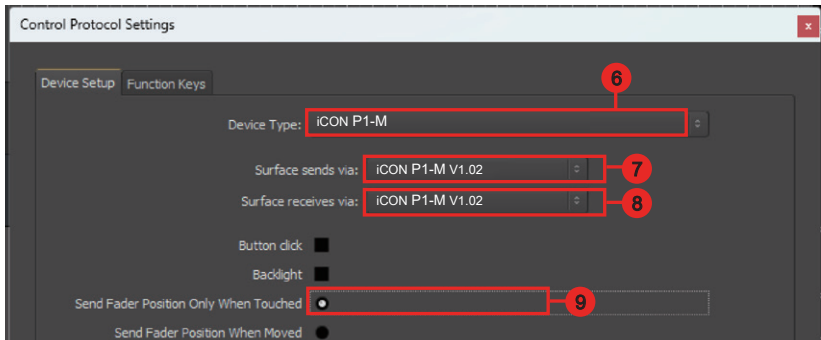 Control Protocol Settings
x
Device Setup Function Keys
6
Device Type: iCON P1-M
Surface sends via: iCON P1-M V1.02 7
Surface receives via: iCON P1-M V1.02 8
Button click
Backlight
Send Fader Position Only When Touched 9
Send Fader Position When Moved